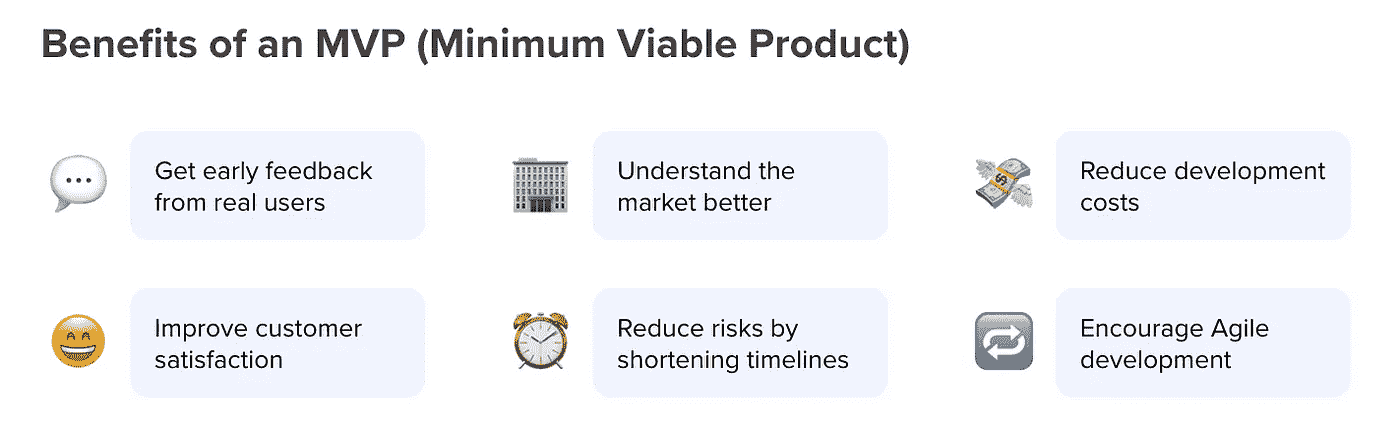 Benefits of an MVP (Minimum Viable Product)
Get early feedback
from real users
Understand the
market better
Reduce development
costs
Improve customer
satisfaction
Reduce risks by
shortening timelines
Encourage Agile
development